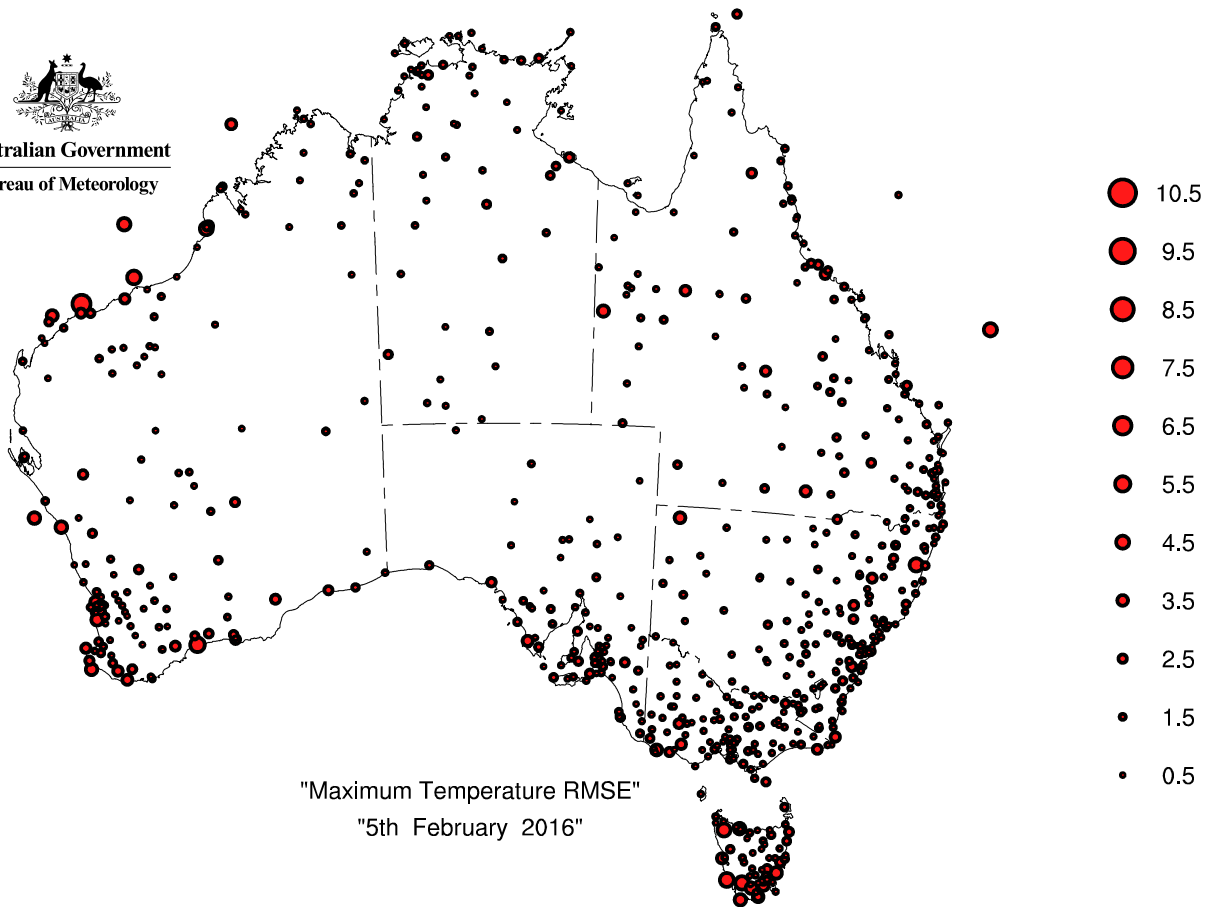 AUSTRALIA
tralian Government
reau of Meteorology
10.5
9.5
8.5
7.5
6.5
5.5
4.5
3.5
2.5
1.5
0.5
"Maximum Temperature RMSE"
"5th February 2016"